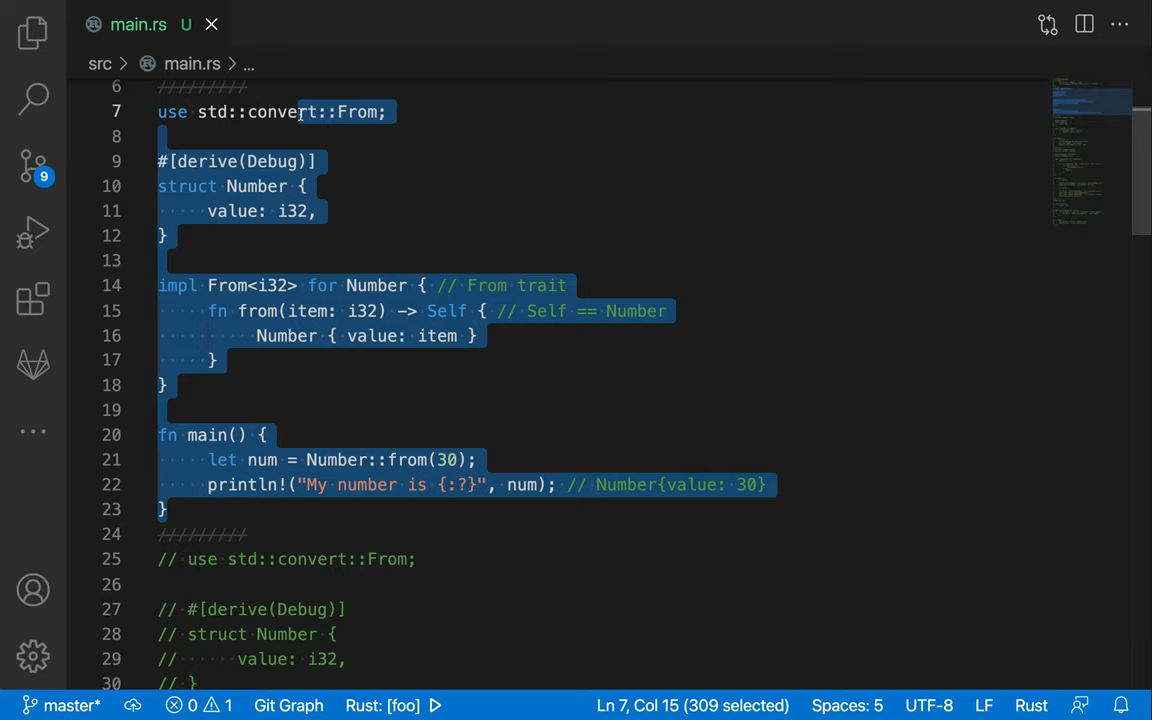 main.rs U
src > main.rs > ...
6 /////////
7 use std::convert::From;
8
9 #[derive(Debug)]
10 struct Number {
11 value: i32,
12 }
13
14 impl From<i32> for Number { // From trait
15 fn from(item: i32) -> Self { // Self == Number
16 Number { value: item }
17 }
18 }
19
20 fn main() {
21 let num = Number::from(30);
22 println!("My number is {:?}", num); // Number{value: 30}
23 }
24 /////////
25 // use std::convert::From;
26
27 // #[derive(Debug)]
28 // struct Number {
29 // value: i32,
30 // }
9
master* 0 1 Git Graph Rust: [foo] Ln 7, Col 15 (309 selected) Spaces: 5 UTF-8 LF Rust